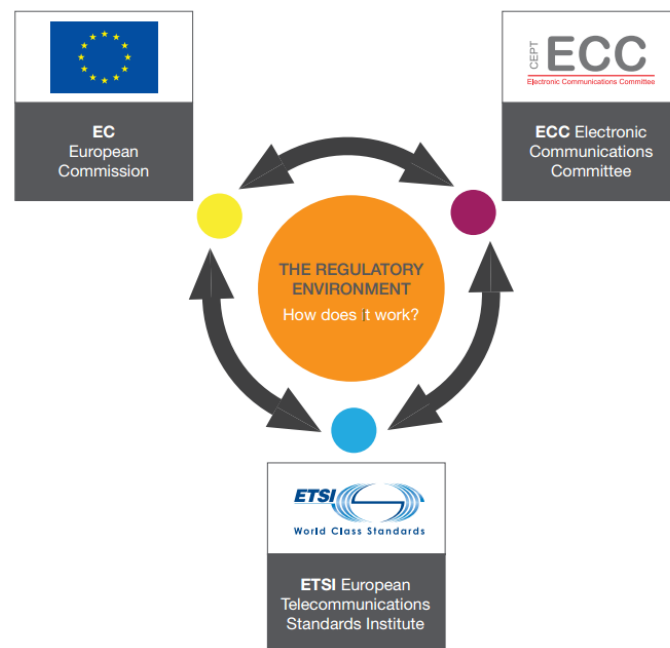 EC
European
Commission
CEPT
ECC
Electronic Communications Committee
ECC Electronic
Communications
Committee
THE REGULATORY
ENVIRONMENT
How does it work?
ETSI
World Class Standards
ETSI European
Telecommunications
Standards Institute